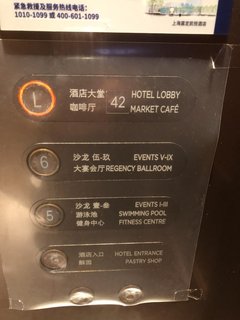 紧急救援及服务热线电话:
1010-1099 或 400-601-1099
L 酒店大堂 42 HOTEL LOBBY
咖啡厅 MARKET CAFÉ
6 沙龙 伍-玖 EVENTS V-IX
大宴会厅 REGENCY BALLROOM
5 沙龙 壹-叁 EVENTS I-III
游泳池 SWIMMING POOL
健身中心 FITNESS CENTRE
酒店入口 HOTEL ENTRANCE
饼园 PASTRY SHOP